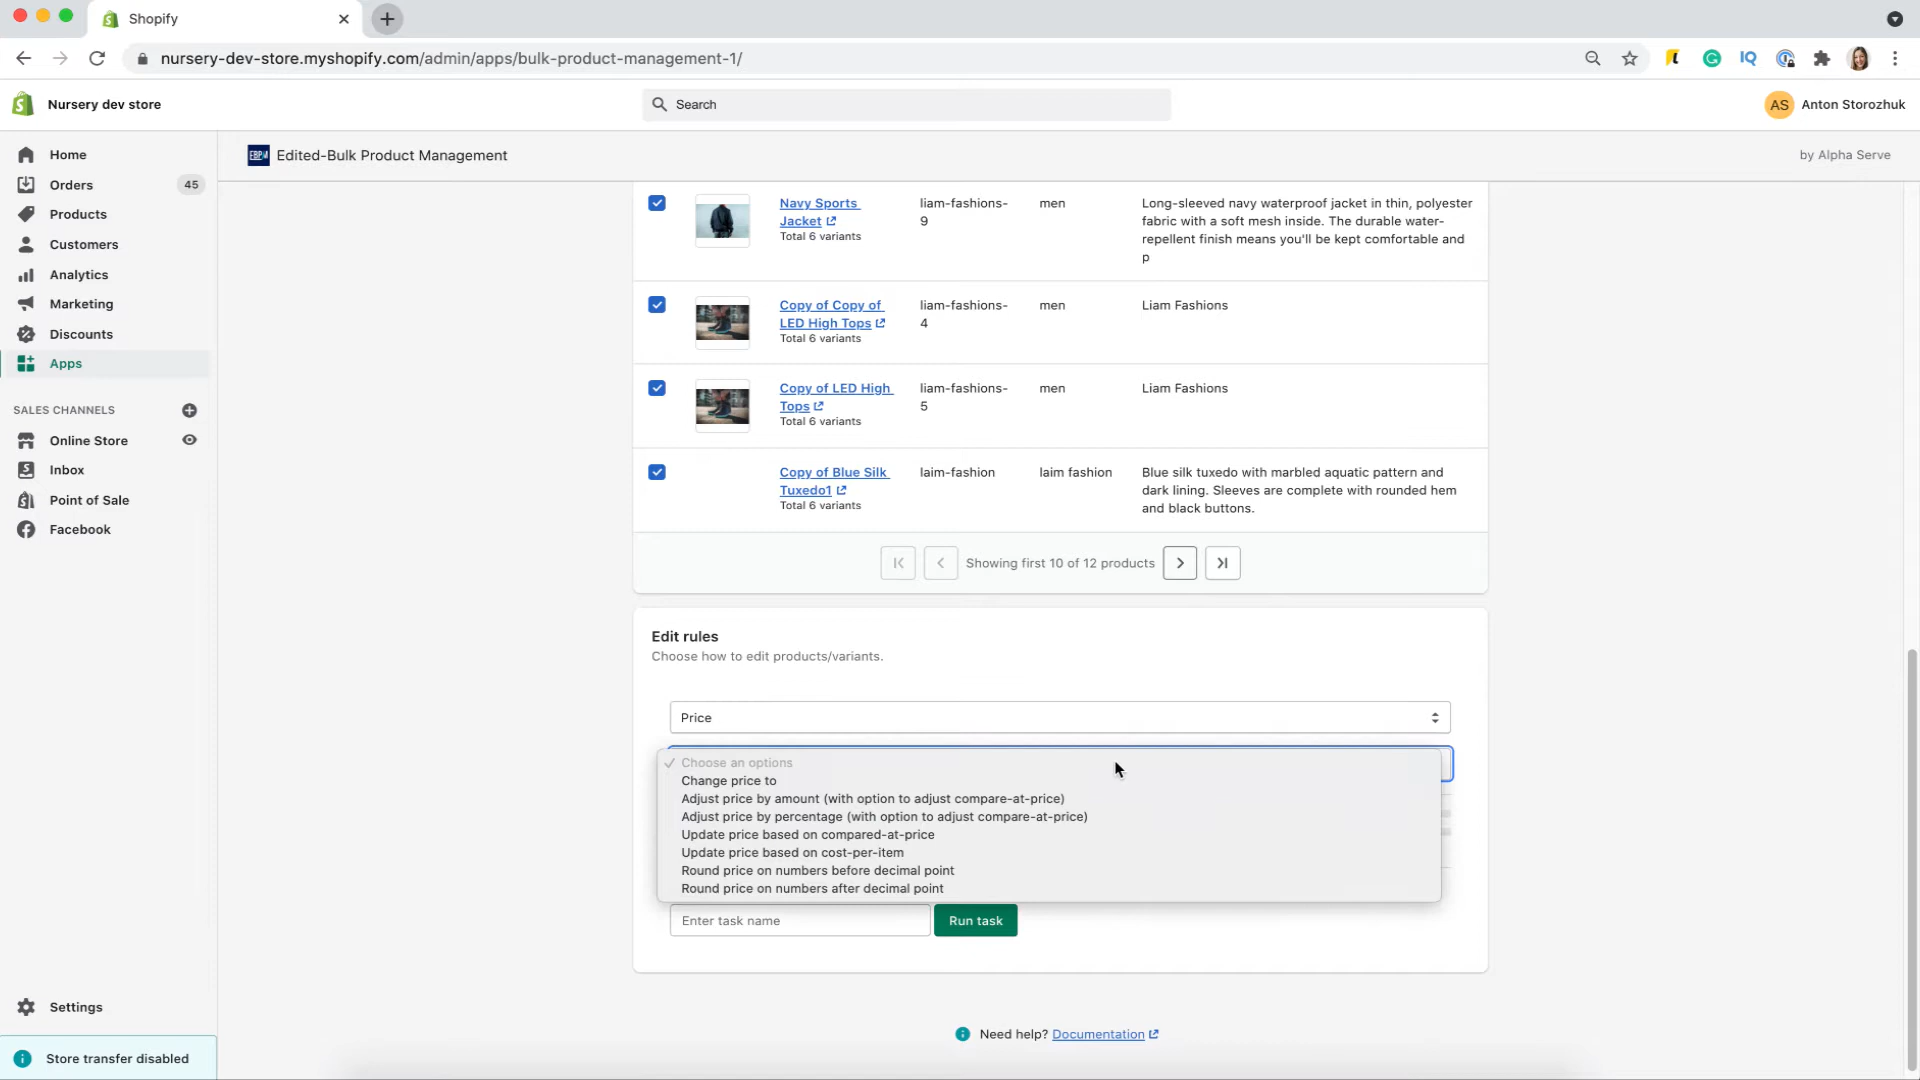 Shopify
nursery-dev-store.myshopify.com/admin/apps/bulk-product-management-1/
Nursery dev store
Search
AS Anton Storozhuk
Home
Orders 45
Products
Customers
Analytics
Marketing
Discounts
Apps
SALES CHANNELS
Online Store
Inbox
Point of Sale
Facebook
Settings
Store transfer disabled
EBPM Edited-Bulk Product Management
by Alpha Serve
Navy Sports
Jacket
Total 6 variants
liam-fashions-
9
men
Long-sleeved navy waterproof jacket in thin, polyester
fabric with a soft mesh inside. The durable water-
repellent finish means you'll be kept comfortable and
p
Copy of Copy of
LED High Tops
Total 6 variants
liam-fashions-
4
men
Liam Fashions
Copy of LED High
Tops
Total 6 variants
liam-fashions-
5
men
Liam Fashions
Copy of Blue Silk
Tuxedo1
Total 6 variants
laim-fashion
laim fashion
Blue silk tuxedo with marbled aquatic pattern and
dark lining. Sleeves are complete with rounded hem
and black buttons.
Showing first 10 of 12 products
Edit rules
Choose how to edit products/variants.
Price
Choose an options
Change price to
Adjust price by amount (with option to adjust compare-at-price)
Adjust price by percentage (with option to adjust compare-at-price)
Update price based on compared-at-price
Update price based on cost-per-item
Round price on numbers before decimal point
Round price on numbers after decimal point
Enter task name
Run task
Need help? Documentation